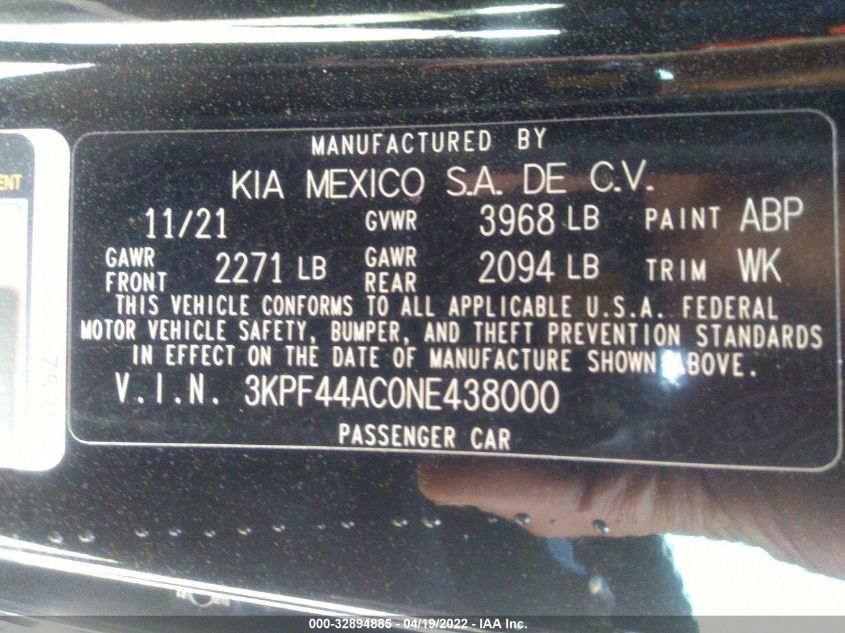 MANUFACTURED BY
KIA MEXICO S.A. DE C.V.
11/21 GVWR 3968 LB PAINT ABP
GAWR FRONT 2271 LB GAWR REAR 2094 LB TRIM WK
THIS VEHICLE CONFORMS TO ALL APPLICABLE U.S.A. FEDERAL
MOTOR VEHICLE SAFETY, BUMPER, AND THEFT PREVENTION STANDARDS
IN EFFECT ON THE DATE OF MANUFACTURE SHOWN ABOVE.
V.I.N. 3KPF44AC0NE438000
PASSENGER CAR
000-32894885 - 04/19/2022 - IAA Inc.